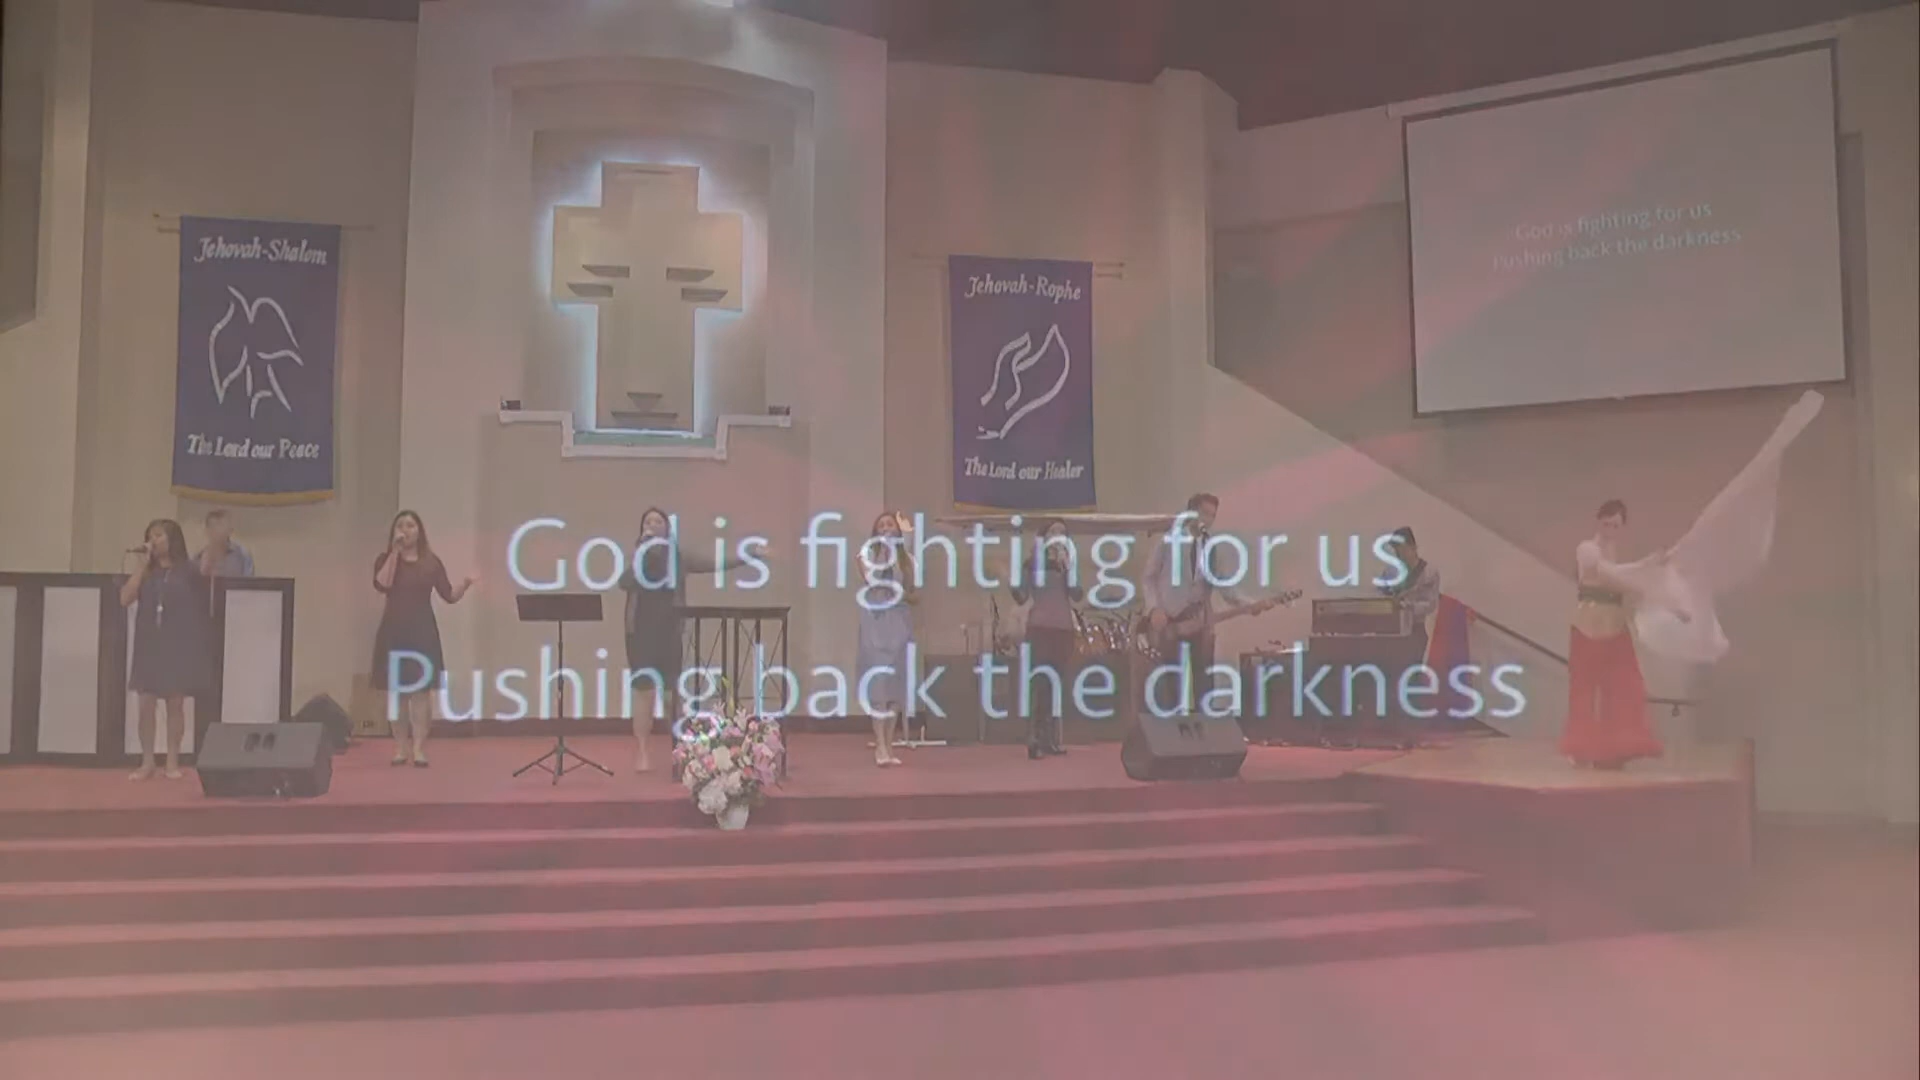 Jehovah-Shalom
The Lord our Peace
Jehovah-Rophe
The Lord our Healer
God is fighting for us
Pushing back the darkness
God is fighting for us
Pushing back the darkness